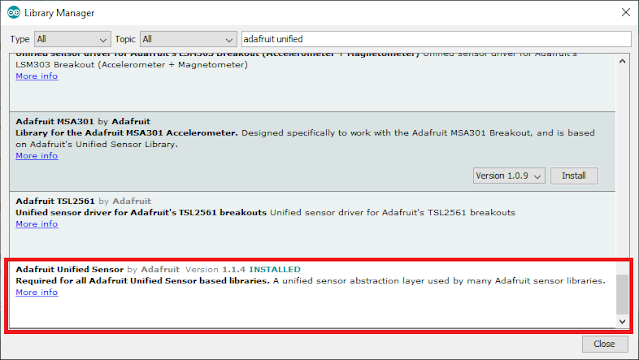 Library Manager
Type All Topic All adafruit unified
Unified sensor driver for Adafruit's LSM303 Breakout (Accelerometer + Magnetometer) Unified sensor driver for Adafruit's
LSM303 Breakout (Accelerometer + Magnetometer)
More info
Adafruit MSA301 by Adafruit
Library for the Adafruit MSA301 Accelerometer. Designed specifically to work with the Adafruit MSA301 Breakout, and is based
on Adafruit's Unified Sensor Library.
More info
Version 1.0.9 Install
Adafruit TSL2561 by Adafruit
Unified sensor driver for Adafruit's TSL2561 breakouts Unified sensor driver for Adafruit's TSL2561 breakouts
More info
Adafruit Unified Sensor by Adafruit Version 1.1.4 INSTALLED
Required for all Adafruit Unified Sensor based libraries. A unified sensor abstraction layer used by many Adafruit sensor libraries.
More info
Close